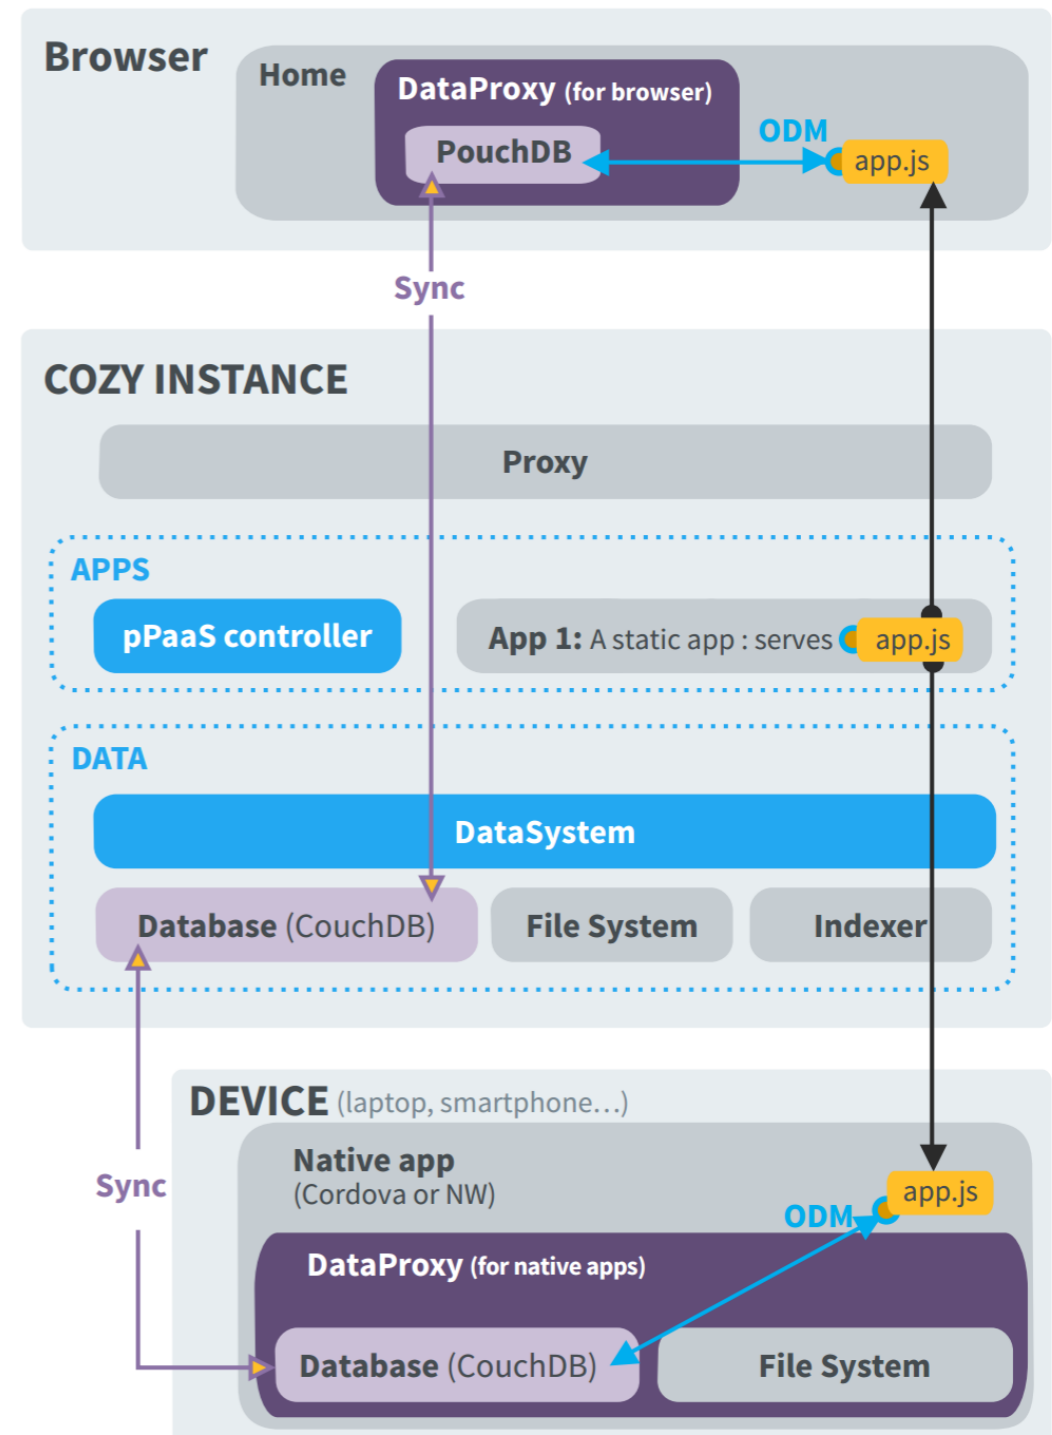 Browser
Home
DataProxy (for browser)
PouchDB
ODM
app.js
Sync
COZY INSTANCE
Proxy
APPS
pPaaS controller
App 1: A static app : serves app.js
DATA
DataSystem
Database (CouchDB)
File System
Indexer
DEVICE (laptop, smartphone...)
Native app
(Cordova or NW)
Sync
app.js
ODM
DataProxy (for native apps)
Database (CouchDB)
File System